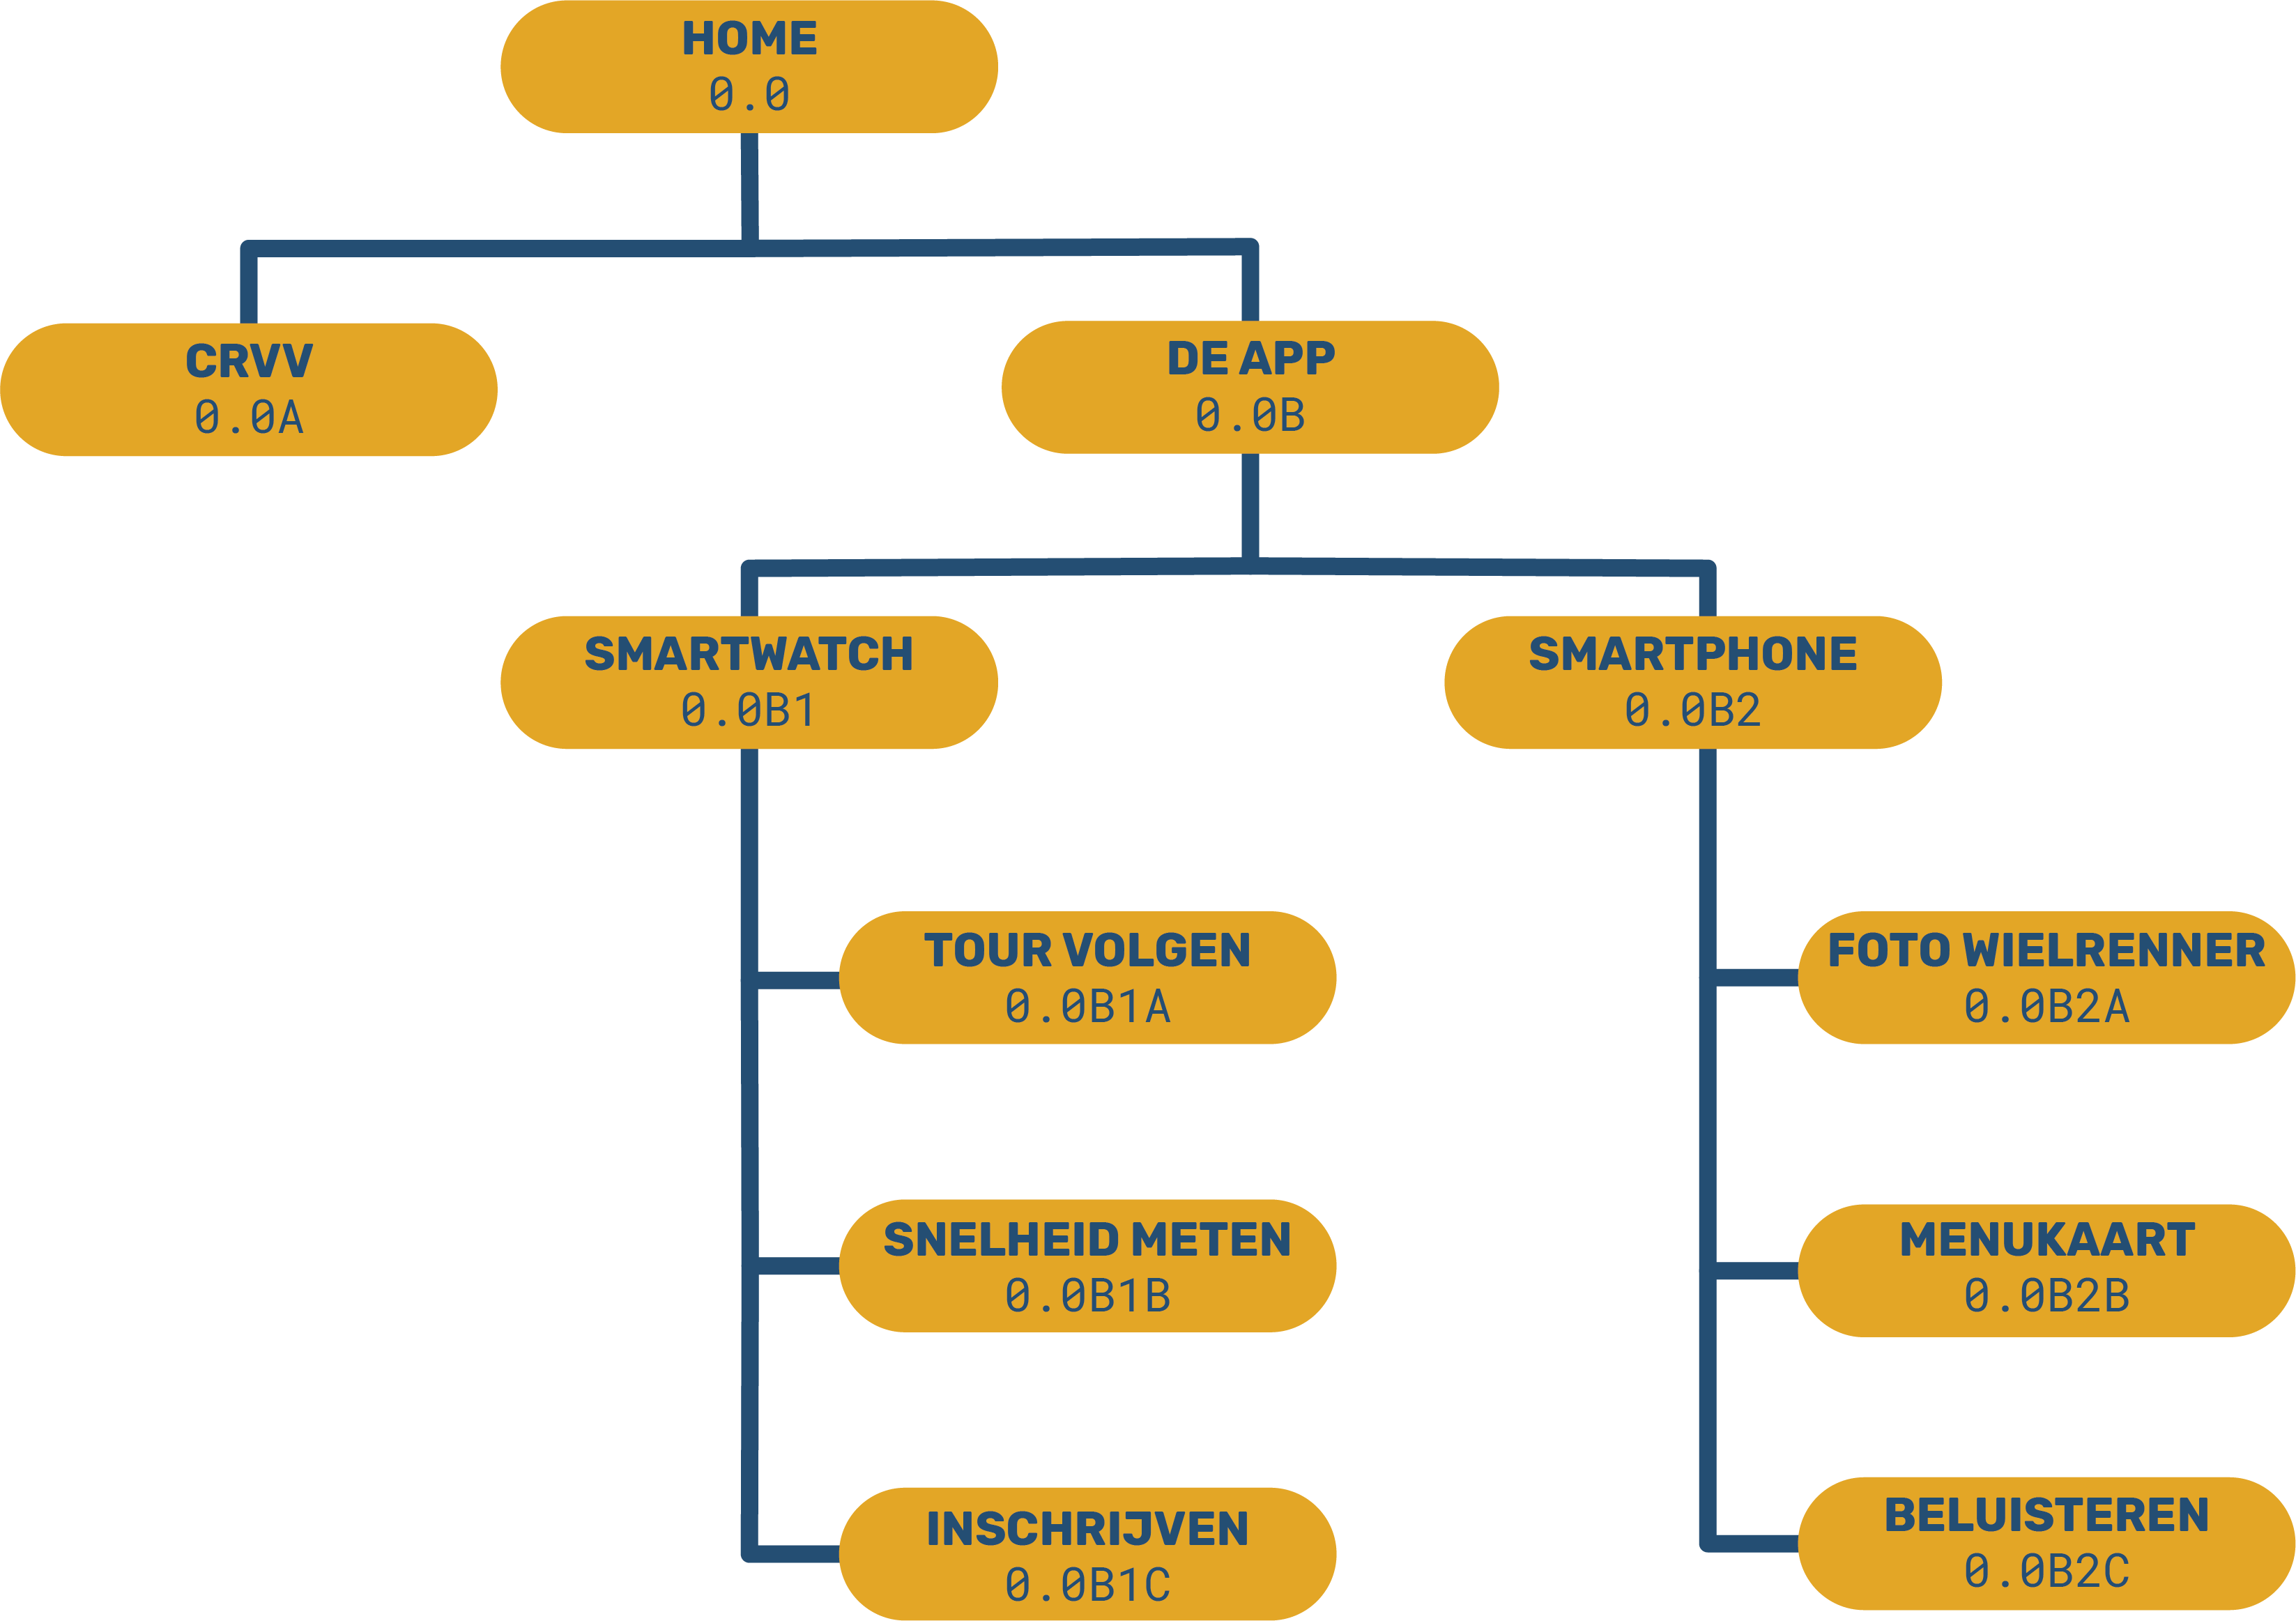 HOME
0.0
CRVV
0.0A
DE APP
0.0B
SMARTWATCH
0.0B1
SMARTPHONE
0.0B2
TOUR VOLGEN
0.0B1A
FOTO WIELRENNER
0.0B2A
SNELHEID METEN
0.0B1B
MENUKAART
0.0B2B
INSCHRIJVEN
0.0B1C
BELUISTEREN
0.0B2C